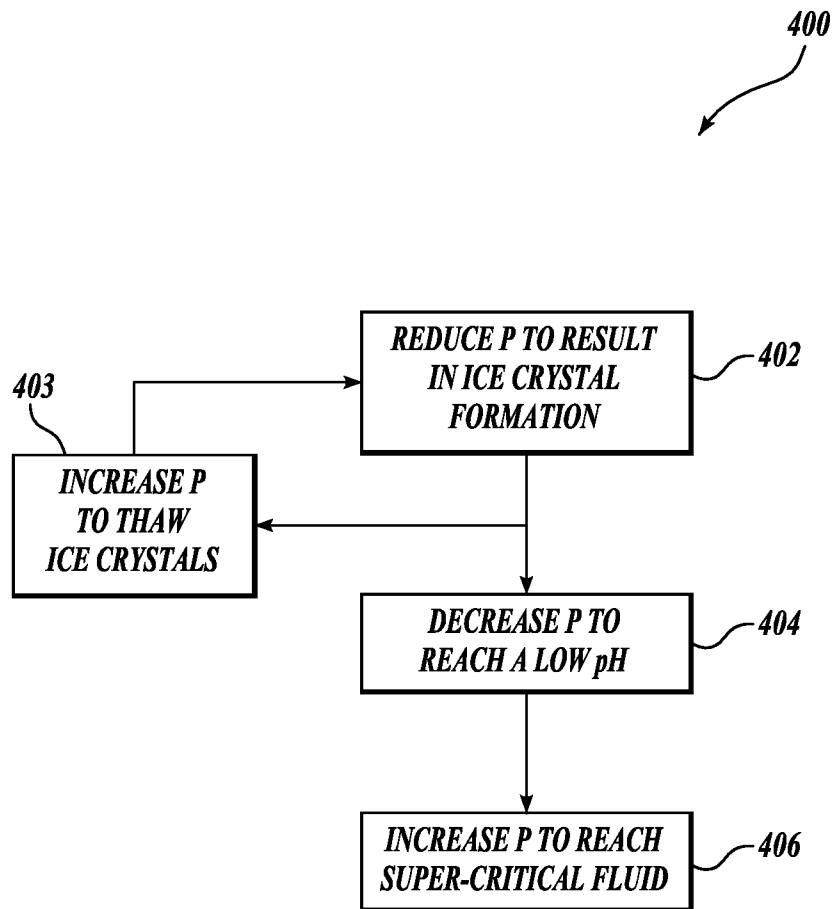 400
REDUCE P TO RESULT
IN ICE CRYSTAL
FORMATION
402
403
INCREASE P
TO THAW
ICE CRYSTALS
DECREASE P TO
REACH A LOW pH
404
INCREASE P TO REACH
SUPER-CRITICAL FLUID
406